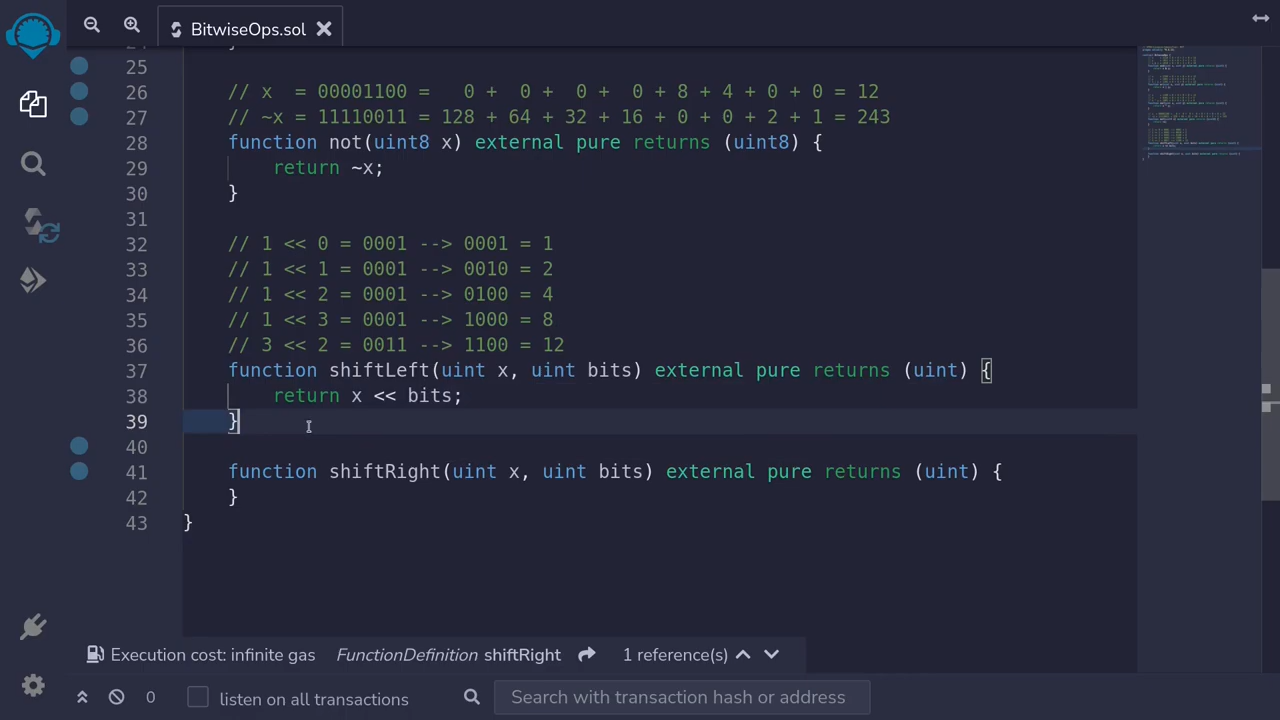 BitwiseOps.sol
25
26 // x  = 00001100 =   0 +  0 +  0 +  0 + 8 + 4 + 0 + 0 = 12
27 // ~x = 11110011 = 128 + 64 + 32 + 16 + 0 + 0 + 2 + 1 = 243
28 function not(uint8 x) external pure returns (uint8) {
29 return ~x;
30 }
31
32 // 1 << 0 = 0001 --> 0001 = 1
33 // 1 << 1 = 0001 --> 0010 = 2
34 // 1 << 2 = 0001 --> 0100 = 4
35 // 1 << 3 = 0001 --> 1000 = 8
36 // 3 << 2 = 0011 --> 1100 = 12
37 function shiftLeft(uint x, uint bits) external pure returns (uint) {
38 return x << bits;
39 }
40
41 function shiftRight(uint x, uint bits) external pure returns (uint) {
42 }
43 }
Execution cost: infinite gas FunctionDefinition shiftRight 1 reference(s)
0 listen on all transactions Search with transaction hash or address